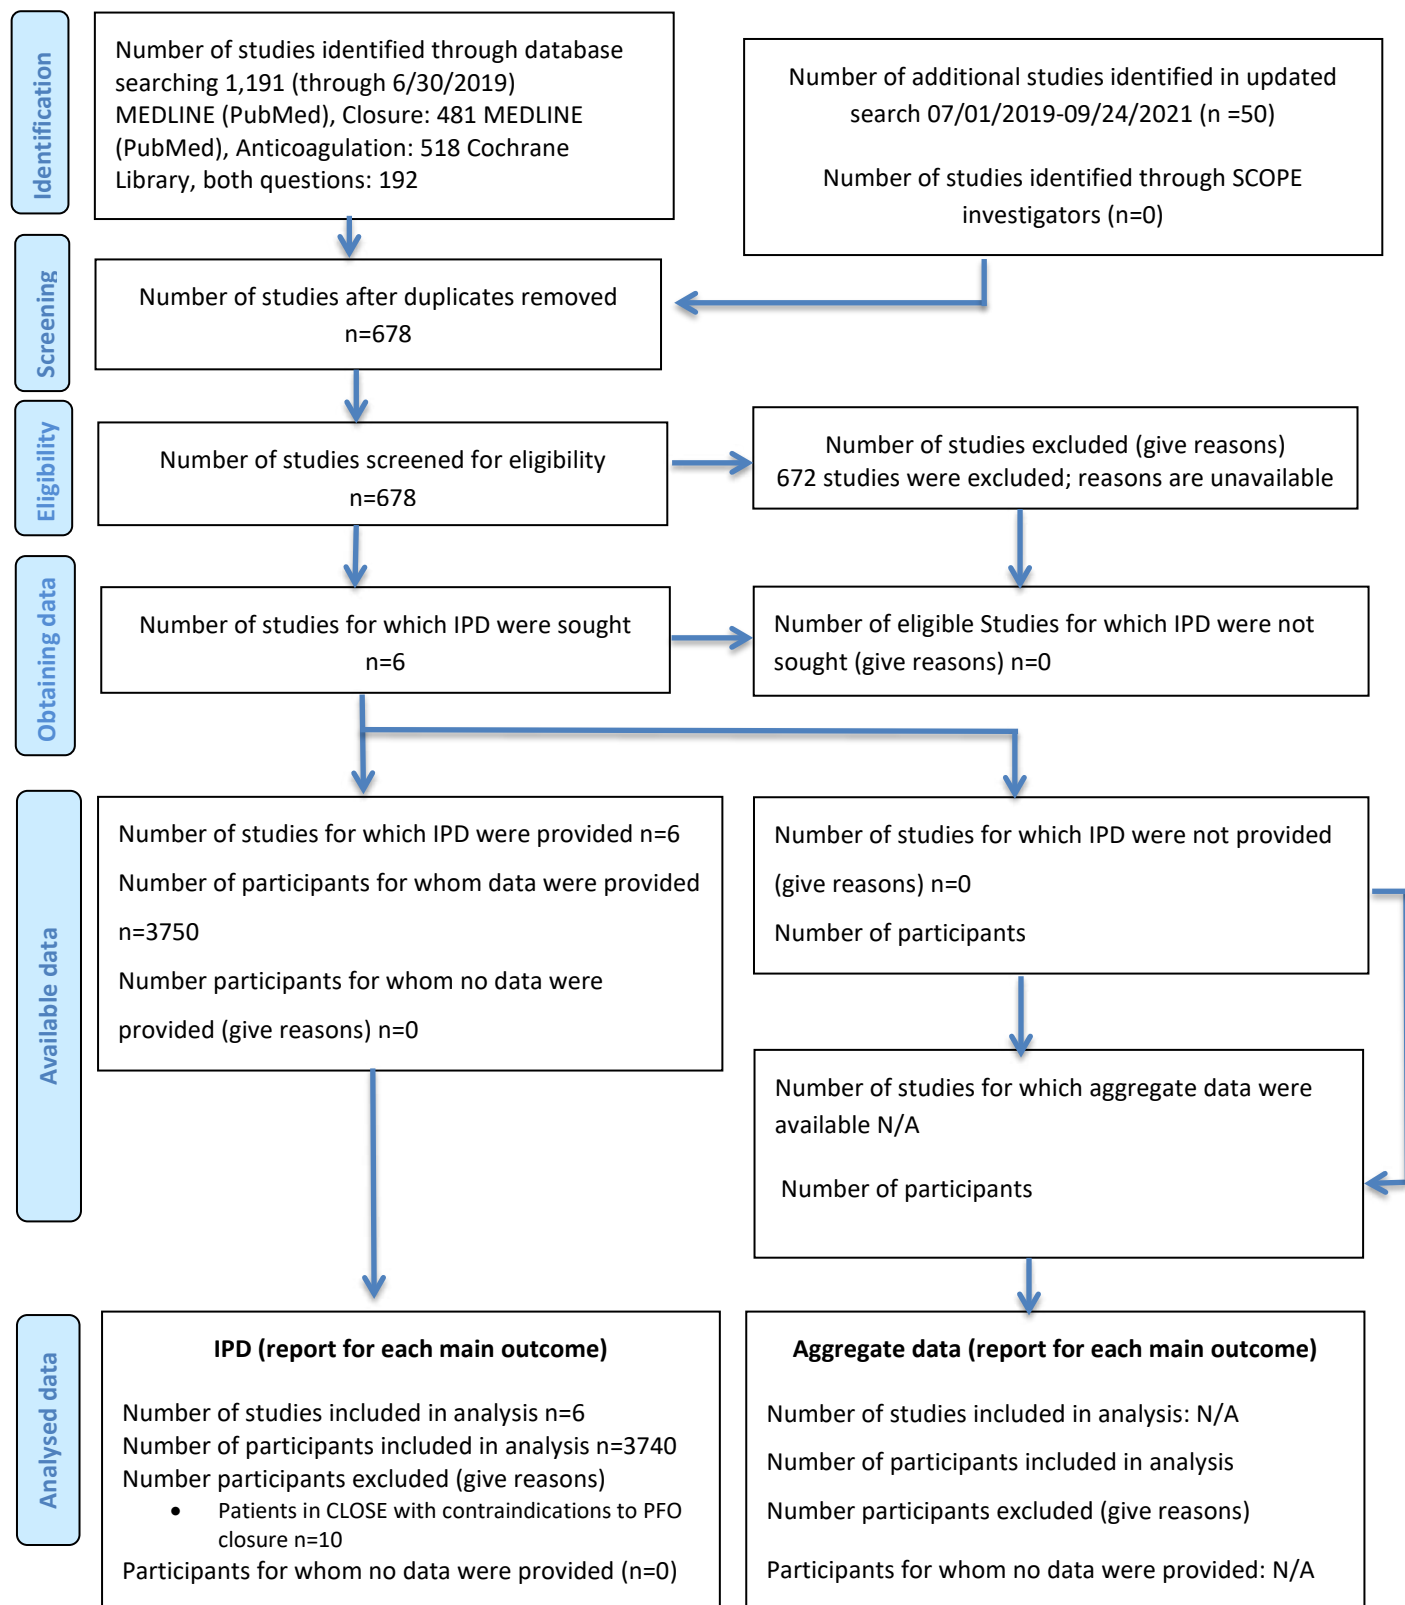 Identification
Number of studies identified through database
searching 1,191 (through 6/30/2019)
MEDLINE (PubMed), Closure: 481 MEDLINE
(PubMed), Anticoagulation: 518 Cochrane
Library, both questions: 192
Number of additional studies identified in updated
search 07/01/2019-09/24/2021 (n =50)
Number of studies identified through SCOPE
investigators (n=0)
Screening
Number of studies after duplicates removed
n=678
Eligibility
Number of studies screened for eligibility
n=678
Number of studies excluded (give reasons)
672 studies were excluded; reasons are unavailable
Obtaining data
Number of studies for which IPD were sought
n=6
Number of eligible Studies for which IPD were not
sought (give reasons) n=0
Available data
Number of studies for which IPD were provided n=6
Number of participants for whom data were provided
n=3750
Number participants for whom no data were
provided (give reasons) n=0
Number of studies for which IPD were not provided
(give reasons) n=0
Number of participants
Number of studies for which aggregate data were
available N/A
Number of participants
Analysed data
IPD (report for each main outcome)
Number of studies included in analysis n=6
Number of participants included in analysis n=3740
Number participants excluded (give reasons)
• Patients in CLOSE with contraindications to PFO
closure n=10
Participants for whom no data were provided (n=0)
Aggregate data (report for each main outcome)
Number of studies included in analysis: N/A
Number of participants included in analysis
Number participants excluded (give reasons)
Participants for whom no data were provided: N/A